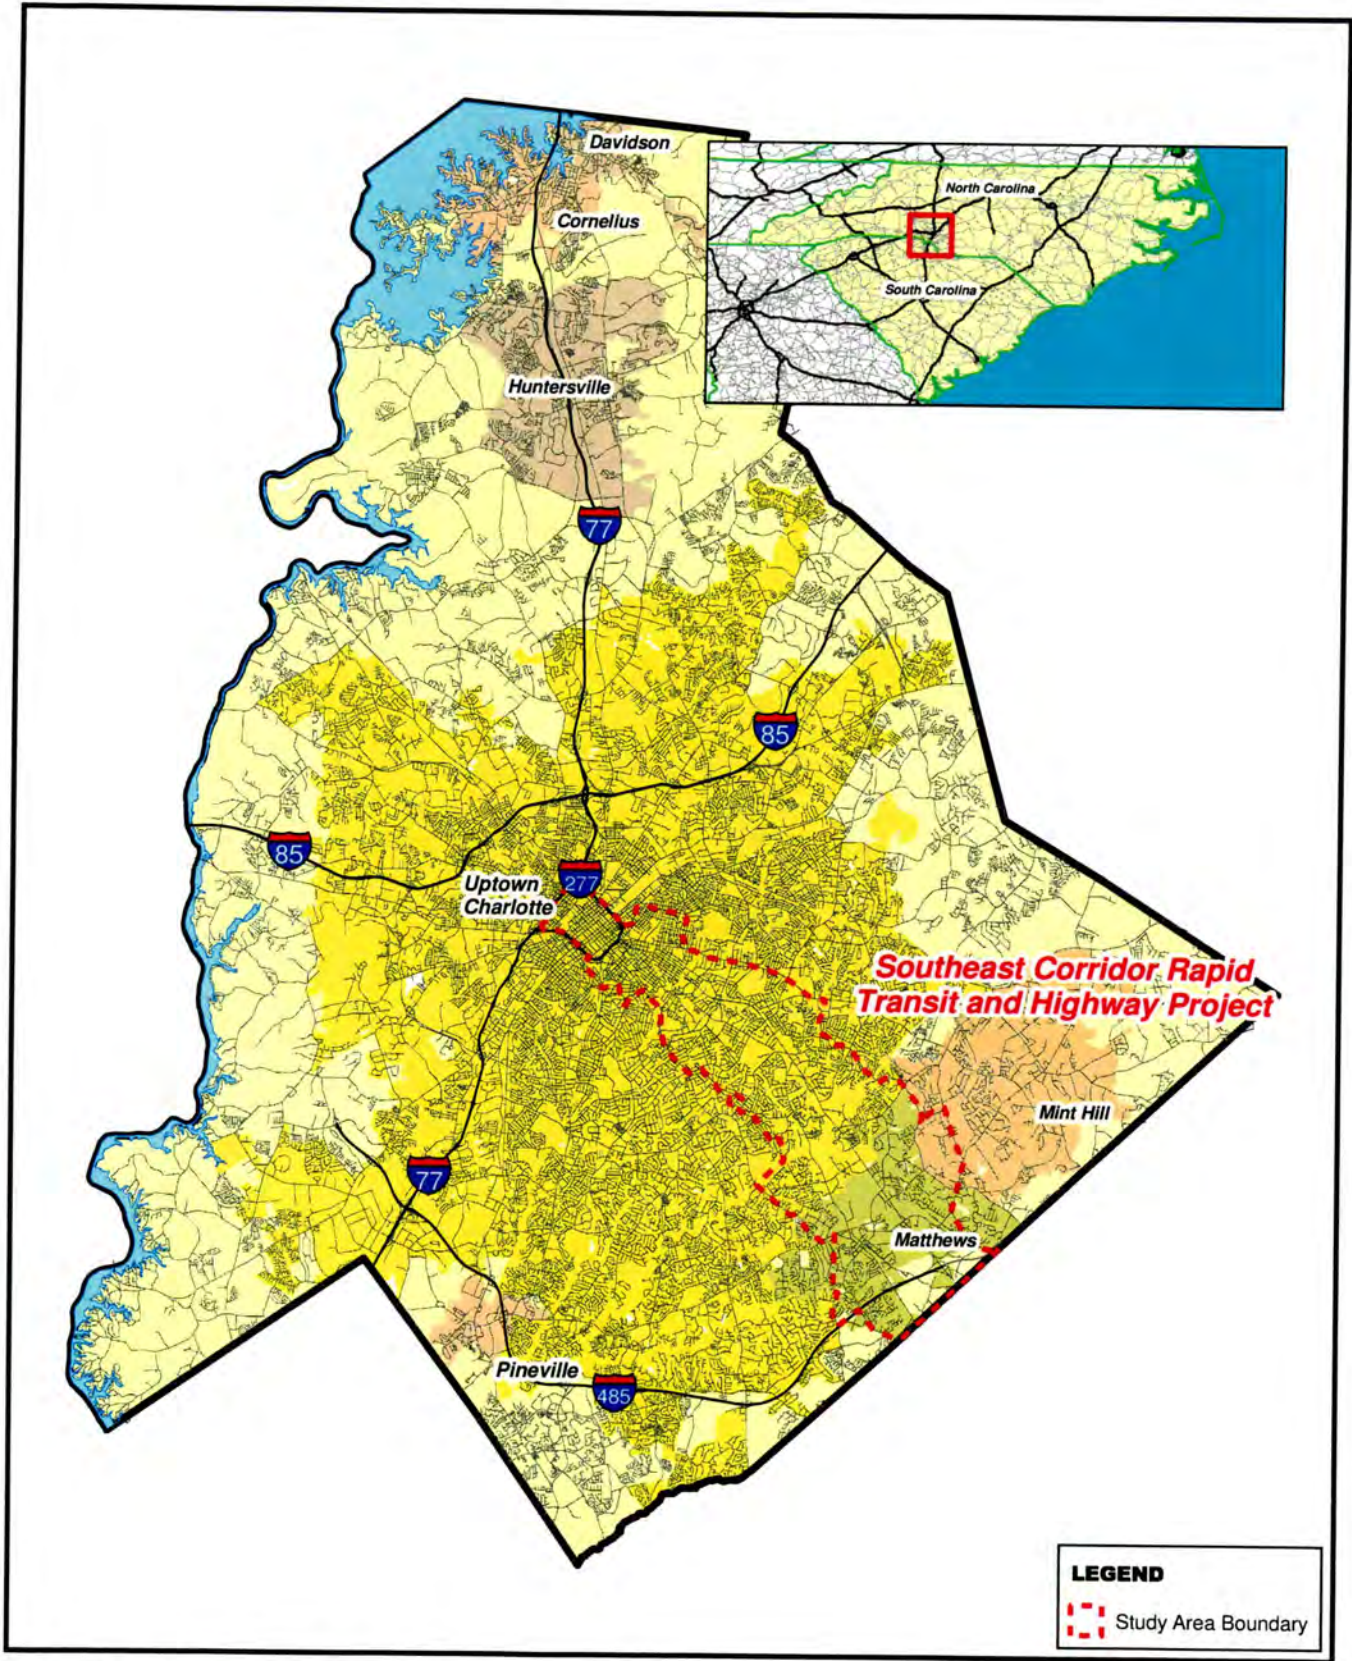 Davidson
North Carolina
Cornelius
South Carolina
Huntersville
77
85
85
277
Uptown
Charlotte
Southeast Corridor Rapid
Transit and Highway Project
Mint Hill
77
Matthews
Pineville
485
LEGEND
Study Area Boundary